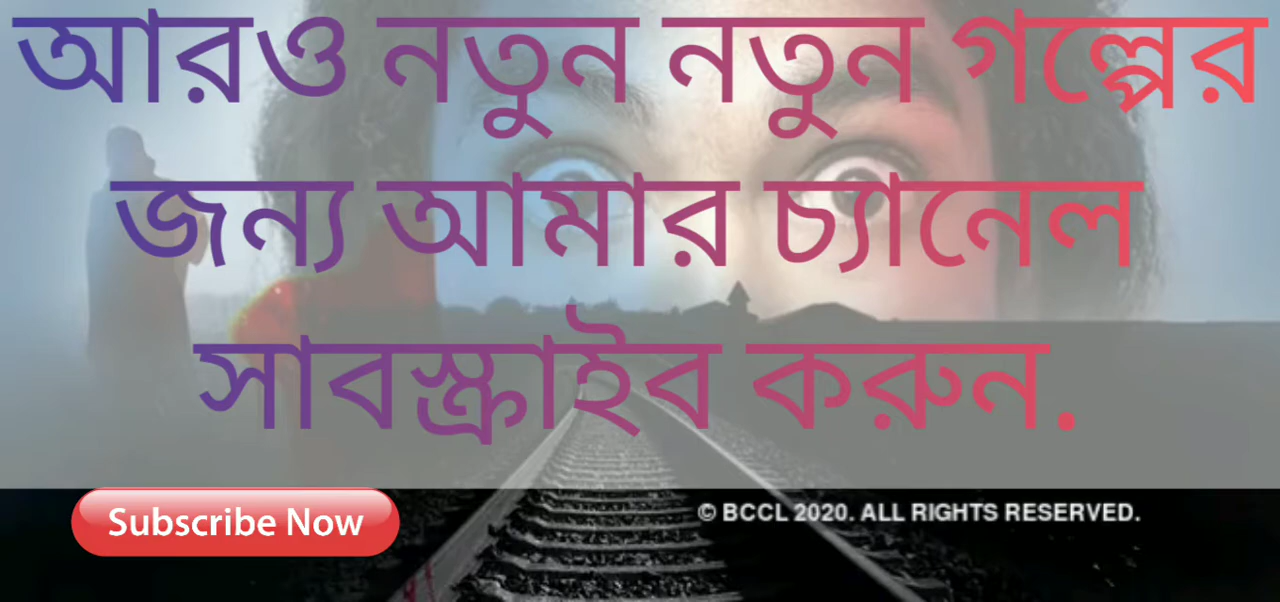 আরও নতুন নতুন গল্পের
জন্য আমার চ্যানেল
সাবস্ক্রাইব করুন.
Subscribe Now
© BCCL 2020. ALL RIGHTS RESERVED.